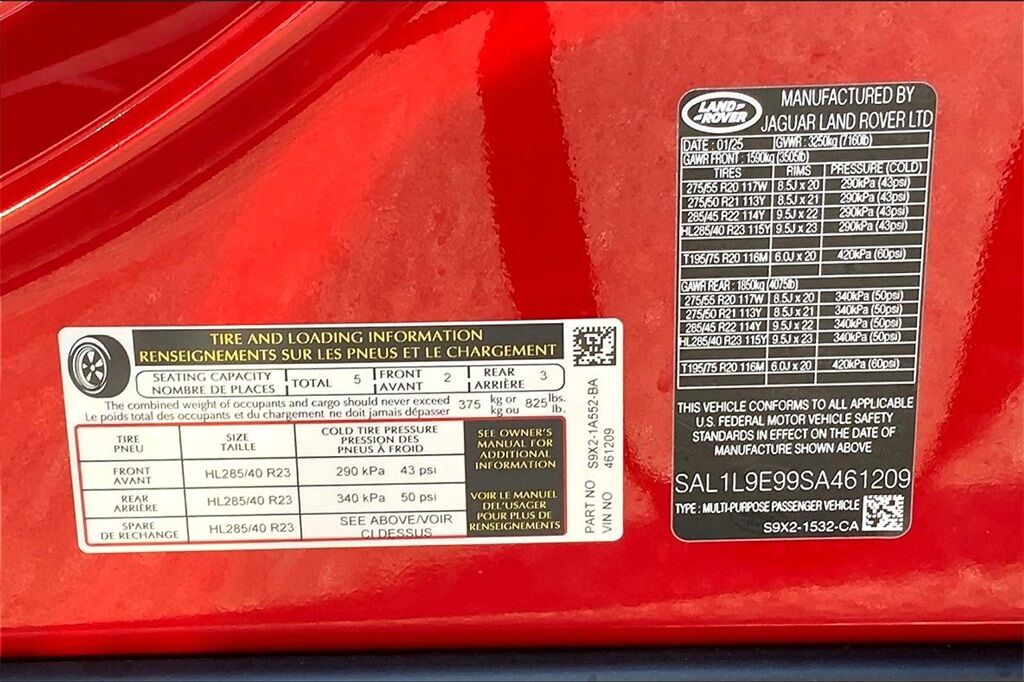 TIRE AND LOADING INFORMATION
RENSEIGNEMENTS SUR LES PNEUS ET LE CHARGEMENT
SEATING CAPACITY
NOMBRE DE PLACES
TOTAL 5
FRONT
AVANT
2
REAR
ARRIÈRE
3
The combined weight of occupants and cargo should never exceed
Le poids total des occupants et du chargement ne doit jamais dépasser
375
kg or
kg ou
825
lbs.
lb.
TIRE
PNEU
SIZE
TAILLE
COLD TIRE PRESSURE
PRESSION DES
PNEUS À FROID
FRONT
AVANT
HL285/40 R23
290 kPa 43 psi
REAR
ARRIÈRE
HL285/40 R23
340 kPa 50 psi
SPARE
DE RECHANGE
HL285/40 R23
SEE ABOVE/VOIR
CI DESSUS
SEE OWNER'S
MANUAL FOR
ADDITIONAL
INFORMATION
VOIR LE MANUEL
DEL'USAGER
POUR PLUS DE
RENSEIGNEMENTS
PART NO S9X2-1A552-BA
VIN NO 461209
LAND
ROVER
MANUFACTURED BY
JAGUAR LAND ROVER LTD
DATE : 01/25 GVWR : 3250kg (7160lb)
GAWR FRONT : 1590kg (3505lb)
TIRES RIMS PRESSURE (COLD)
275/55 R20 117W 8.5J x 20 290kPa (43psi)
275/50 R21 113Y 8.5J x 21 290kPa (43psi)
285/45 R22 114Y 9.5J x 22 290kPa (43psi)
HL285/40 R23 115Y 9.5J x 23 290kPa (43psi)
T195/75 R20 116M 6.0J x 20 420kPa (60psi)
GAWR REAR : 1850kg (4075lb)
275/55 R20 117W 8.5J x 20 340kPa (50psi)
275/50 R21 113Y 8.5J x 21 340kPa (50psi)
285/45 R22 114Y 9.5J x 22 340kPa (50psi)
HL285/40 R23 115Y 9.5J x 23 340kPa (50psi)
T195/75 R20 116M 6.0J x 20 420kPa (60psi)
THIS VEHICLE CONFORMS TO ALL APPLICABLE
U.S. FEDERAL MOTOR VEHICLE SAFETY
STANDARDS IN EFFECT ON THE DATE OF
MANUFACTURE SHOWN ABOVE
SAL1L9E99SA461209
TYPE : MULTI-PURPOSE PASSENGER VEHICLE
S9X2-1532-CA